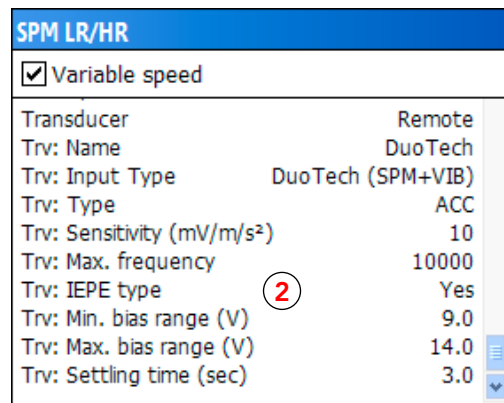 SPM LR/HR
Variable speed
Transducer Remote
Trv: Name DuoTech
Trv: Input Type DuoTech (SPM+VIB)
Trv: Type ACC
Trv: Sensitivity (mV/m/s²) 10
Trv: Max. frequency 10000
Trv: IEPE type 2 Yes
Trv: Min. bias range (V) 9.0
Trv: Max. bias range (V) 14.0
Trv: Settling time (sec) 3.0